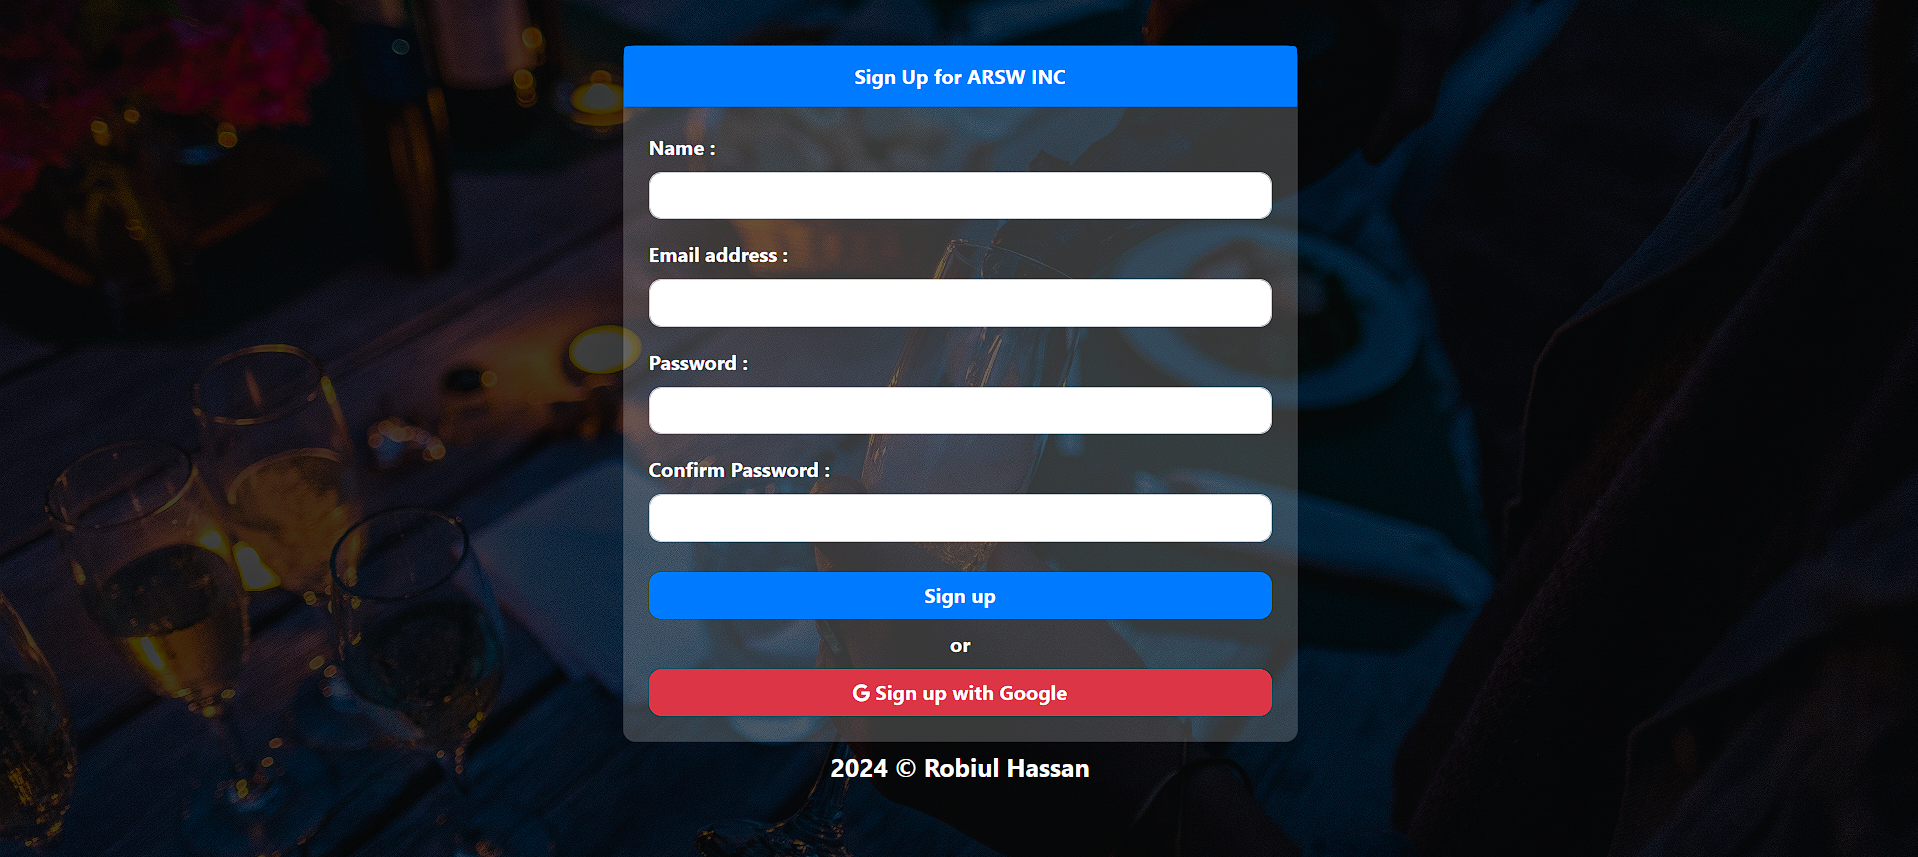 Sign Up for ARSW INC
Name :
Email address :
Password :
Confirm Password :
Sign up
or
G Sign up with Google
2024 © Robiul Hassan